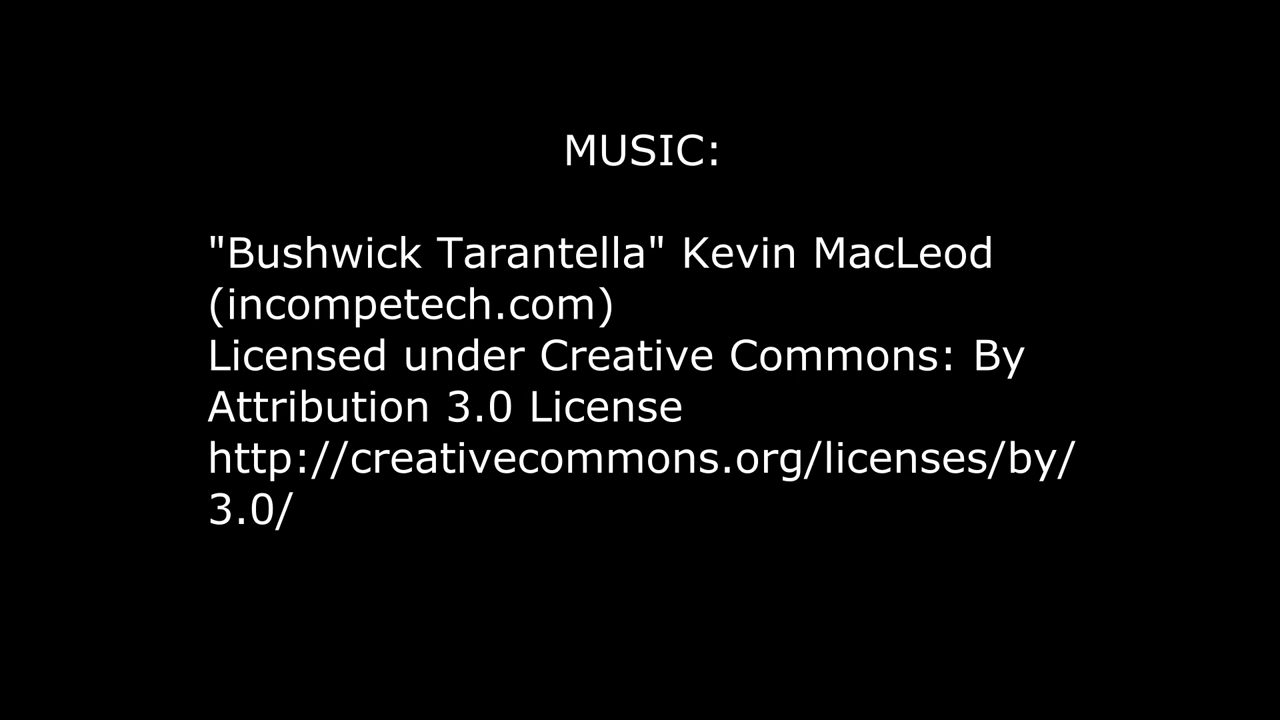 MUSIC:
"Bushwick Tarantella" Kevin MacLeod
(incompetech.com)
Licensed under Creative Commons: By
Attribution 3.0 License
http://creativecommons.org/licenses/by/
3.0/